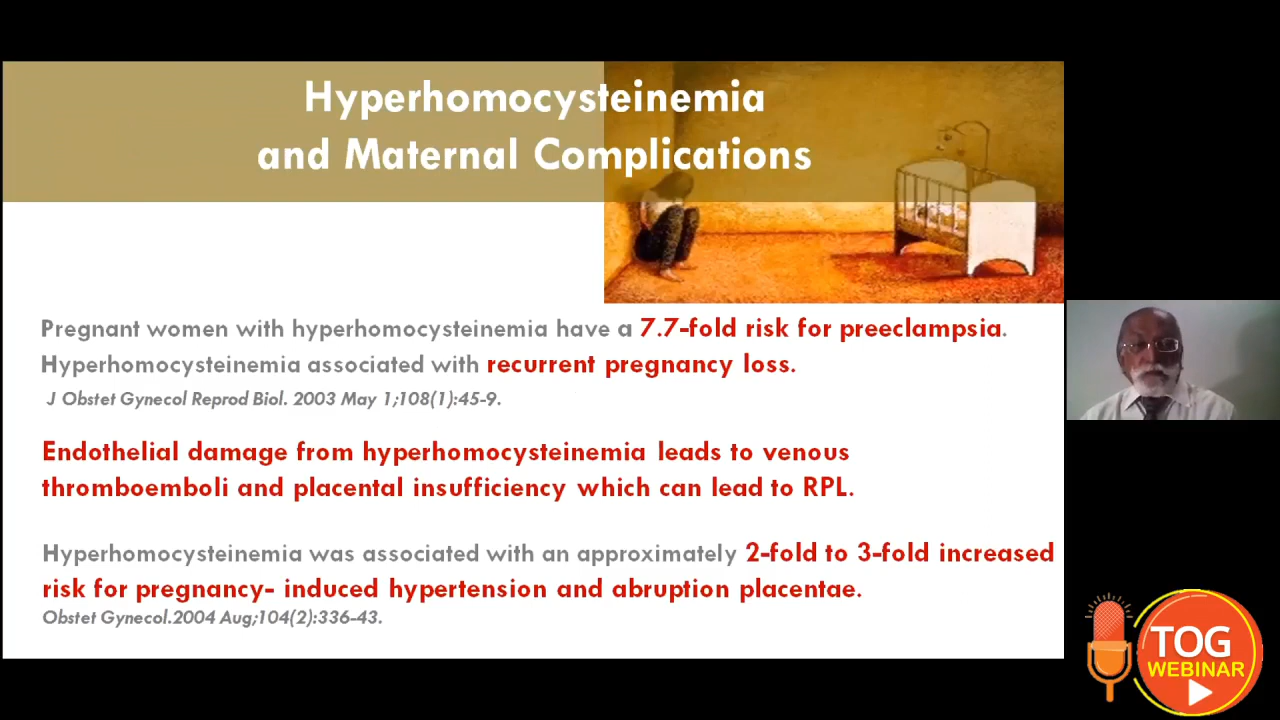 Hyperhomocysteinemia
and Maternal Complications
Pregnant women with hyperhomocysteinemia have a 7.7-fold risk for preeclampsia.
Hyperhomocysteinemia associated with recurrent pregnancy loss.
J Obstet Gynecol Reprod Biol. 2003 May 1;108(1):45-9.
Endothelial damage from hyperhomocysteinemia leads to venous
thromboemboli and placental insufficiency which can lead to RPL.
Hyperhomocysteinemia was associated with an approximately 2-fold to 3-fold increased
risk for pregnancy- induced hypertension and abruption placentae.
Obstet Gynecol.2004 Aug;104(2):336-43.
TOG
WEBINAR